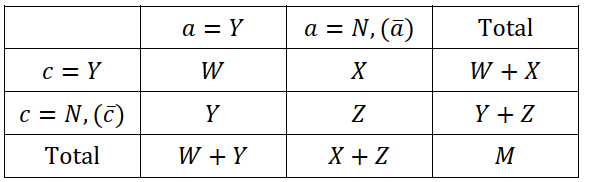 a = Y a = N, (ā) Total
c = Y W X W + X
c = N, (c̄) Y Z Y + Z
Total W + Y X + Z M